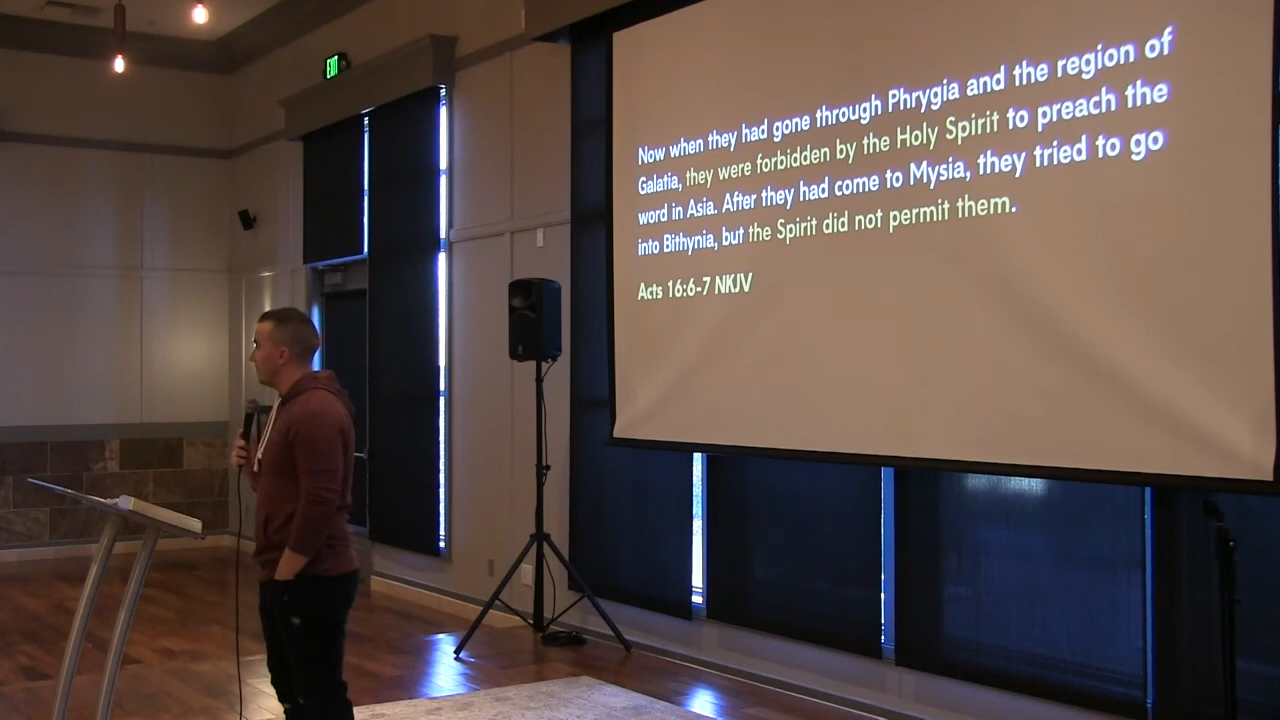 EXIT
Now when they had gone through Phrygia and the region of
Galatia, they were forbidden by the Holy Spirit to preach the
word in Asia. After they had come to Mysia, they tried to go
into Bithynia, but the Spirit did not permit them.
Acts 16:6-7 NKJV